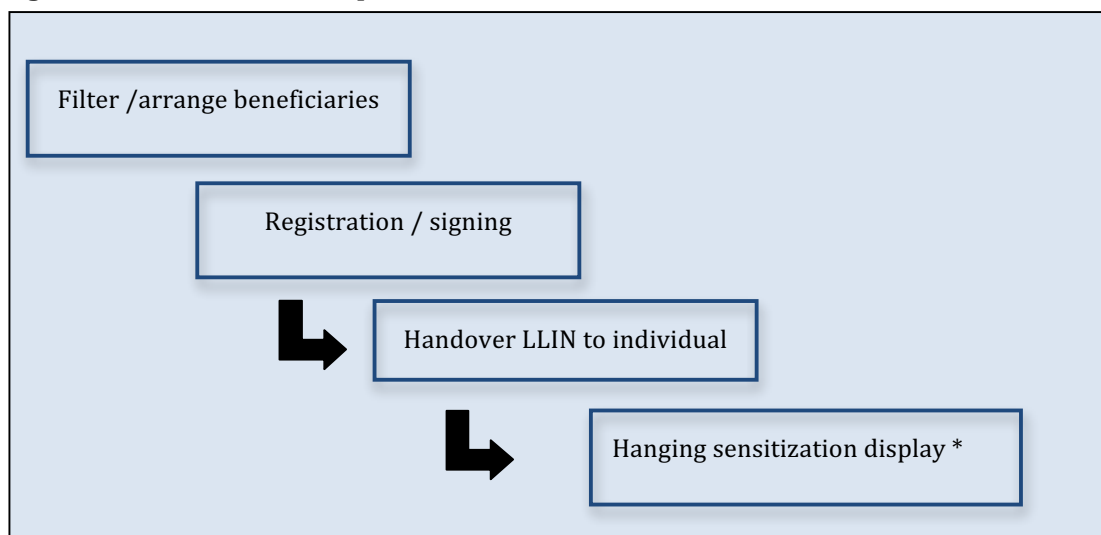 Filter /arrange beneficiaries
Registration / signing
Handover LLIN to individual
Hanging sensitization display *